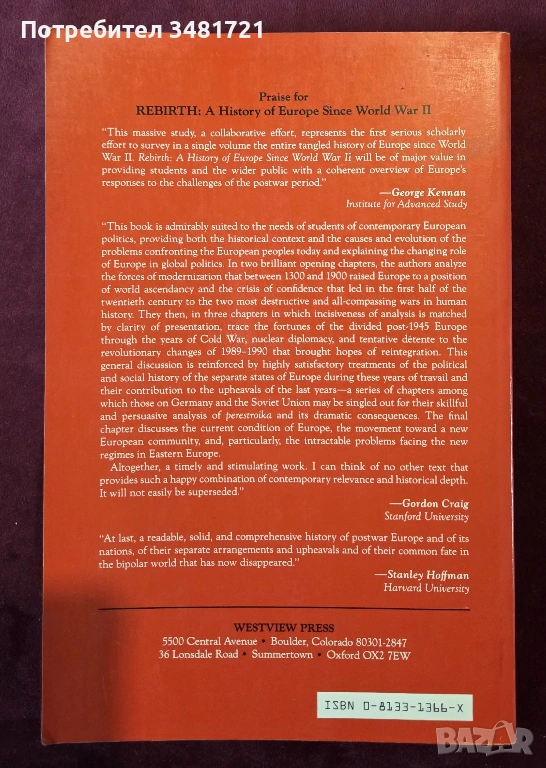 Потребител 3481721
Praise for
REBIRTH: A History of Europe Since World War II
"This massive study, a collaborative effort, represents the first serious scholarly
effort to survey in a single volume the entire tangled history of Europe since World
War II. Rebirth: A History of Europe Since World War II will be of major value in
providing students and the wider public with a coherent overview of Europe's
responses to the challenges of the postwar period."
—George Kennan
Institute for Advanced Study
"This book is admirably suited to the needs of students of contemporary European
politics, providing both the historical context and the causes and evolution of the
problems confronting the European peoples today and explaining the changing role
of Europe in global politics. In two brilliant opening chapters, the authors analyze
the forces of modernization that between 1300 and 1900 raised Europe to a position
of world ascendancy and the crisis of confidence that led in the first half of the
twentieth century to the two most destructive and all-compassing wars in human
history. They then, in three chapters in which incisiveness of analysis is matched
by clarity of presentation, trace the fortunes of the divided post-1945 Europe
through the years of Cold War, nuclear diplomacy, and tentative détente to the
revolutionary changes of 1989–1990 that brought hopes of reintegration. This
general discussion is reinforced by highly satisfactory treatments of the political
and social history of the separate states of Europe during these years of travail and
their contribution to the upheavals of the last years—a series of chapters among
which those on Germany and the Soviet Union may be singled out for their skillful
and persuasive analysis of perestroika and its dramatic consequences. The final
chapter discusses the current condition of Europe, the movement toward a new
European community, and, particularly, the intractable problems facing the new
regimes in Eastern Europe.
Altogether, a timely and stimulating work. I can think of no other text that
provides such a happy combination of contemporary relevance and historical depth.
It will not easily be superseded."
—Gordon Craig
Stanford University
"At last, a readable, solid, and comprehensive history of postwar Europe and of its
nations, of their separate arrangements and upheavals and of their common fate in
the bipolar world that has now disappeared."
—Stanley Hoffman
Harvard University
WESTVIEW PRESS
5500 Central Avenue • Boulder, Colorado 80301-2847
36 Lonsdale Road • Summertown • Oxford OX2 7EW
ISBN 0-8133-1366-X
BAZAR